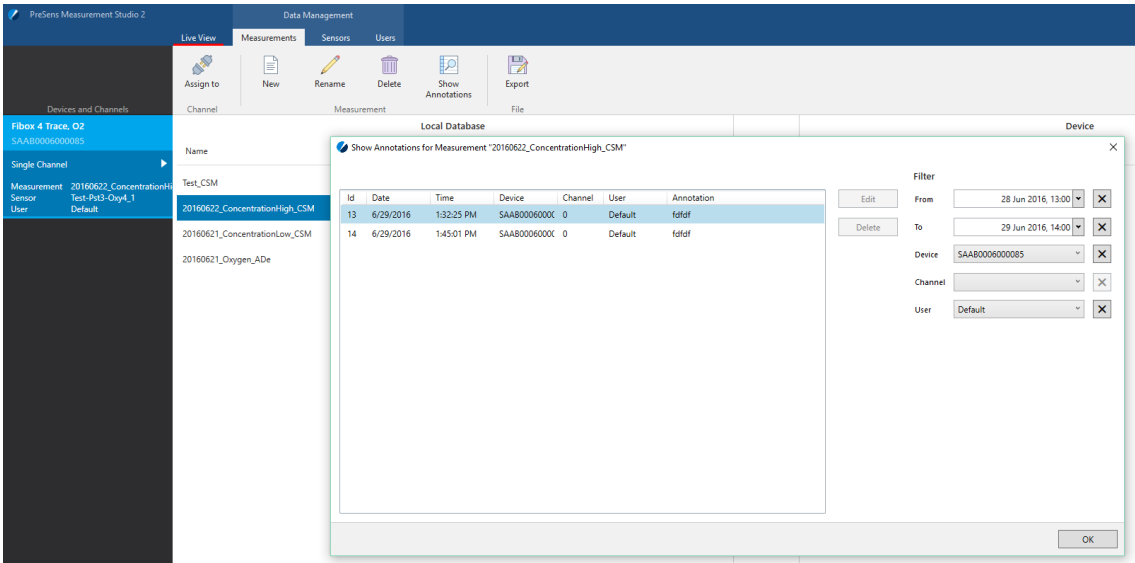 PreSens Measurement Studio 2
Data Management
Live View Measurements Sensors Users
Assign to New Rename Delete Show Annotations Export
Devices and Channels Channel Measurement File
Fibox 4 Trace, O2
SAAB0006000085
Single Channel
Measurement 20160622_ConcentrationHi
Sensor Test-Pst3-Oxy4_1
User Default
Local Database Device
Name
Test_CSM
20160622_ConcentrationHigh_CSM
20160621_ConcentrationLow_CSM
20160621_Oxygen_ADe
Show Annotations for Measurement "20160622_ConcentrationHigh_CSM"
Id Date Time Device Channel User Annotation
13 6/29/2016 1:32:25 PM SAAB0006000 0 Default fdfdf
14 6/29/2016 1:45:01 PM SAAB0006000 0 Default fdfdf
Edit
Delete
Filter
From 28 Jun 2016, 13:00
To 29 Jun 2016, 14:00
Device SAAB0006000085
Channel
User Default
OK